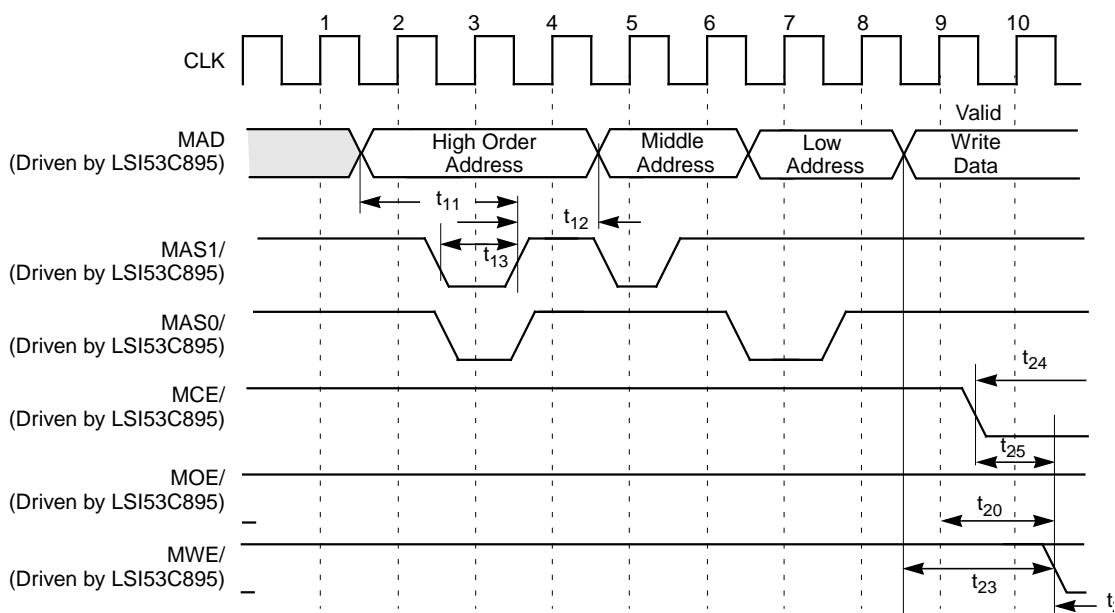 1 2 3 4 5 6 7 8 9 10
CLK
MAD
(Driven by LSI53C895)
High Order
Address
Middle
Address
Low
Address
Valid
Write
Data
t11
t12
t13
MAS1/
(Driven by LSI53C895)
MAS0/
(Driven by LSI53C895)
t24
MCE/
(Driven by LSI53C895)
t25
MOE/
(Driven by LSI53C895)
t20
MWE/
(Driven by LSI53C895)
t23